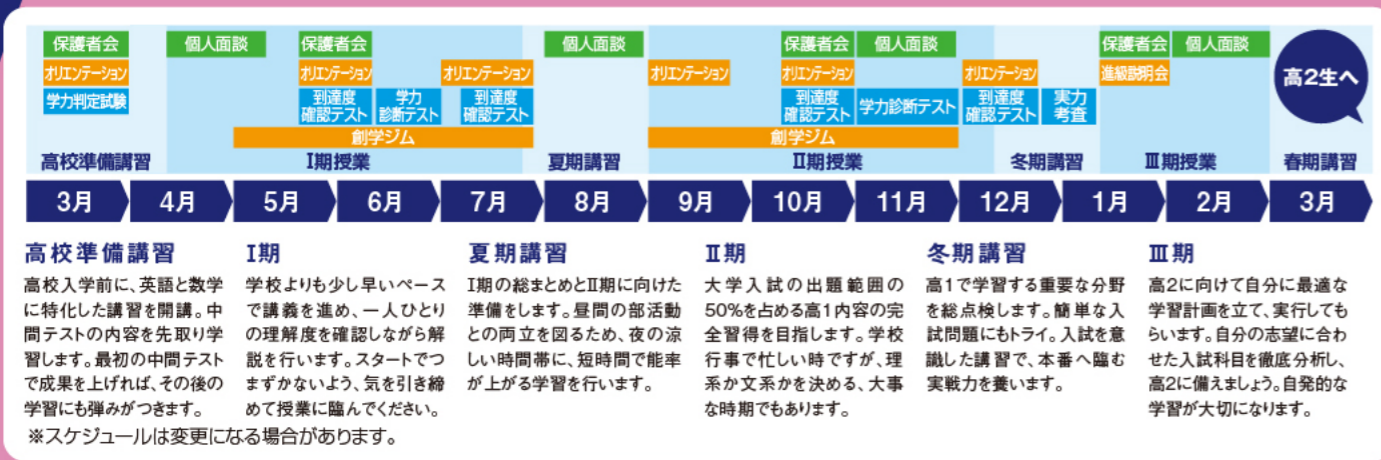 保護者会 個人面談 保護者会 個人面談 保護者会 個人面談 保護者会 個人面談
オリエンテーション オリエンテーション オリエンテーション オリエンテーション オリエンテーション オリエンテーション 進級説明会
学力判定試験 到達度 学力 到達度 到達度 学力診断テスト 到達度 実力
確認テスト 診断テスト 確認テスト 確認テスト 確認テスト 考査
高2生へ
創学ジム 創学ジム
高校準備講習 Ⅰ期授業 夏期講習 Ⅱ期授業 冬期講習 Ⅲ期授業 春期講習
3月 4月 5月 6月 7月 8月 9月 10月 11月 12月 1月 2月 3月
高校準備講習
高校入学前に、英語と数学
に特化した講習を開講。中
間テストの内容を先取り学
習します。最初の中間テスト
で成果を上げれば、その後の
学習にも弾みがつきます。
Ⅰ期
学校よりも少し早いペース
で講義を進め、一人ひとり
の理解度を確認しながら解
説を行います。スタートでつ
まずかないよう、気を引き締
めて授業に臨んでください。
夏期講習
Ⅰ期の総まとめとⅡ期に向けた
準備をします。昼間の部活動
との両立を図るため、夜の涼
しい時間帯に、短時間で能率
が上がる学習を行います。
Ⅱ期
大学入試の出題範囲の
50%を占める高1内容の完
全習得を目指します。学校
行事で忙しい時ですが、理
系か文系かを決める、大事
な時期でもあります。
冬期講習
高1で学習する重要な分野
を総点検します。簡単な入
試問題にもトライ。入試を意
識した講習で、本番へ臨む
実戦力を養います。
Ⅲ期
高2に向けて自分に最適な
学習計画を立て、実行しても
らいます。自分の志望に合わ
せた入試科目を徹底分析し、
高2に備えましょう。自発的な
学習が大切になります。
※スケジュールは変更になる場合があります。